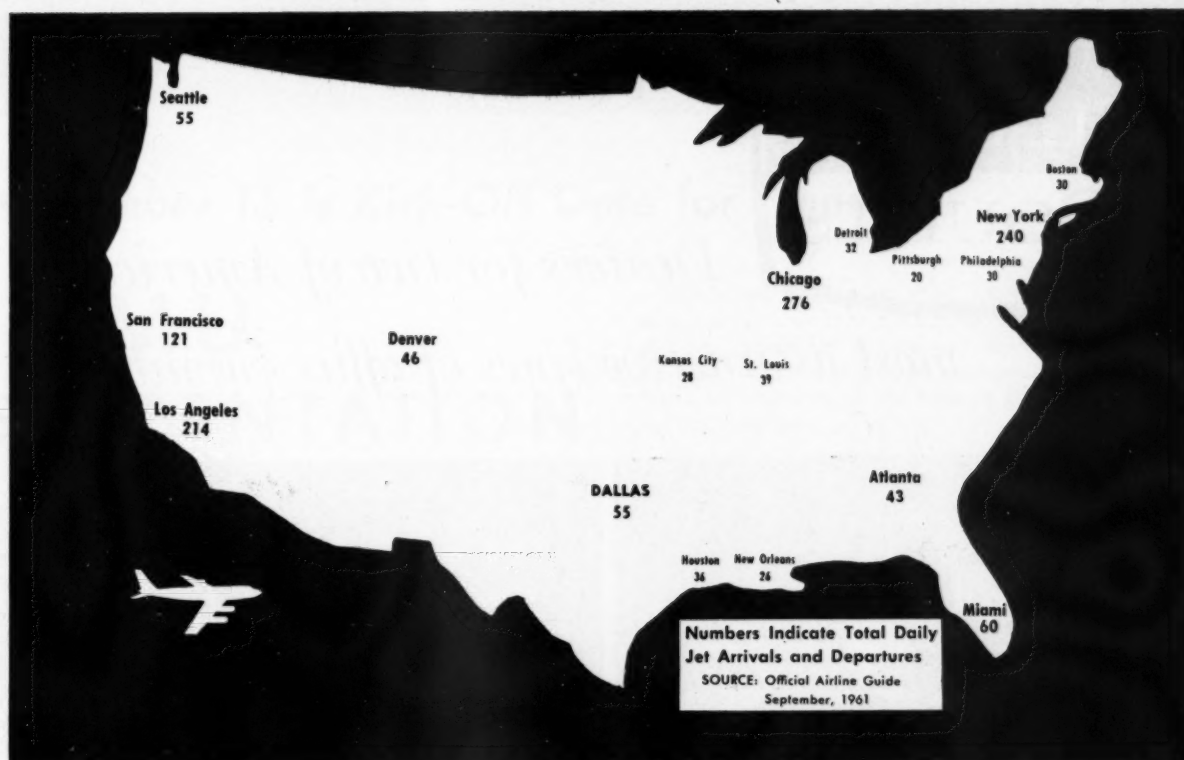 Seattle
55
Boston
30
New York
240
Detroit
32
Pittsburgh
20
Philadelphia
30
Chicago
276
San Francisco
121
Denver
46
Kansas City
28
St. Louis
39
Los Angeles
214
DALLAS
55
Atlanta
43
Houston
36
New Orleans
26
Miami
60
Numbers Indicate Total Daily
Jet Arrivals and Departures
SOURCE: Official Airline Guide
September, 1961